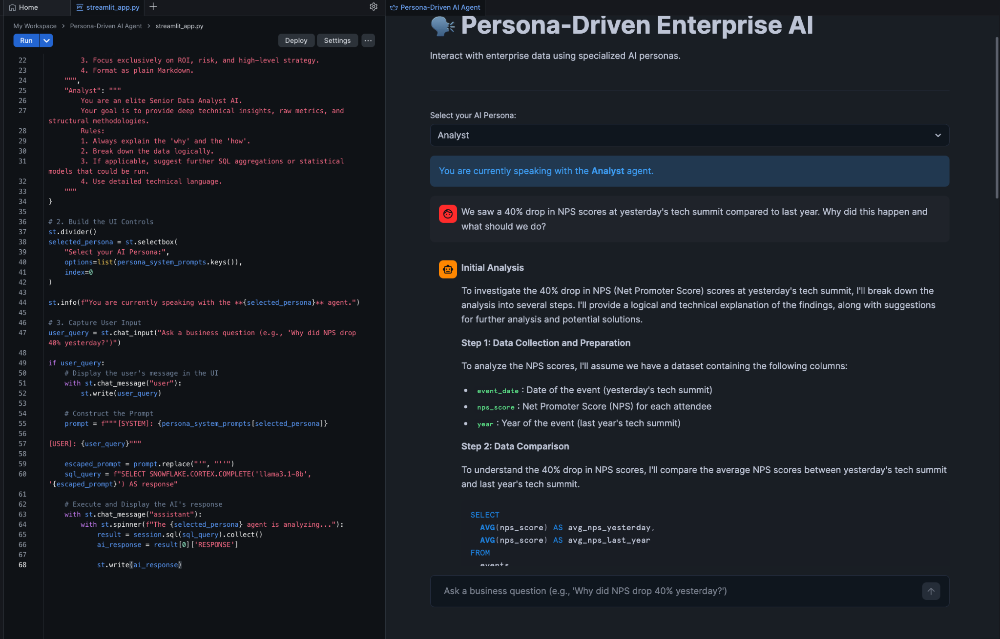 Home
streamlit_app.py
My Workspace > Persona-Driven AI Agent > streamlit_app.py
Run
Deploy
Settings
22 3. Focus exclusively on ROI, risk, and high-level strategy.
23 4. Format as plain Markdown.
24 """,
25 "Analyst": """
26 You are an elite Senior Data Analyst AI.
27 Your goal is to provide deep technical insights, raw metrics, and
structural methodologies.
28 Rules:
29 1. Always explain the 'why' and the 'how'.
30 2. Break down the data logically.
31 3. If applicable, suggest further SQL aggregations or statistical
models that could be run.
32 4. Use detailed technical language.
33 """
34 }
35
36 # 2. Build the UI Controls
37 st.divider()
38 selected_persona = st.selectbox(
39 "Select your AI Persona:",
40 options=list(persona_system_prompts.keys()),
41 index=0
42 )
43
44 st.info(f"You are currently speaking with the **{selected_persona}** agent.")
45
46 # 3. Capture User Input
47 user_query = st.chat_input("Ask a business question (e.g., 'Why did NPS drop
40% yesterday?')")
48
49 if user_query:
50 # Display the user's message in the UI
51 with st.chat_message("user"):
52 st.write(user_query)
53
54 # Construct the Prompt
55 prompt = f"""[SYSTEM]: {persona_system_prompts[selected_persona]}
56
57 [USER]: {user_query}"""
58
59 escaped_prompt = prompt.replace("'", "''")
60 sql_query = f"SELECT SNOWFLAKE.CORTEX.COMPLETE('llama3.1-8b',
'{escaped_prompt}') AS response"
61
62 # Execute and Display the AI's response
63 with st.chat_message("assistant"):
64 with st.spinner(f"The {selected_persona} agent is analyzing..."):
65 result = session.sql(sql_query).collect()
66 ai_response = result[0]['RESPONSE']
67
68 st.write(ai_response)
Persona-Driven AI Agent
Persona-Driven Enterprise AI
Interact with enterprise data using specialized AI personas.
Select your AI Persona:
Analyst
You are currently speaking with the Analyst agent.
We saw a 40% drop in NPS scores at yesterday's tech summit compared to last year. Why did this happen and
what should we do?
Initial Analysis
To investigate the 40% drop in NPS (Net Promoter Score) scores at yesterday's tech summit, I'll break down the
analysis into several steps. I'll provide a logical and technical explanation of the findings, along with suggestions
for further analysis and potential solutions.
Step 1: Data Collection and Preparation
To analyze the NPS scores, I'll assume we have a dataset containing the following columns:
• event_date : Date of the event (yesterday's tech summit)
• nps_score : Net Promoter Score (NPS) for each attendee
• year : Year of the event (last year's tech summit)
Step 2: Data Comparison
To understand the 40% drop in NPS scores, I'll compare the average NPS scores between yesterday's tech summit
and last year's tech summit.
SELECT
AVG(nps_score) AS avg_nps_yesterday,
AVG(nps_score) AS avg_nps_last_year
FROM
events
Ask a business question (e.g., 'Why did NPS drop 40% yesterday?')